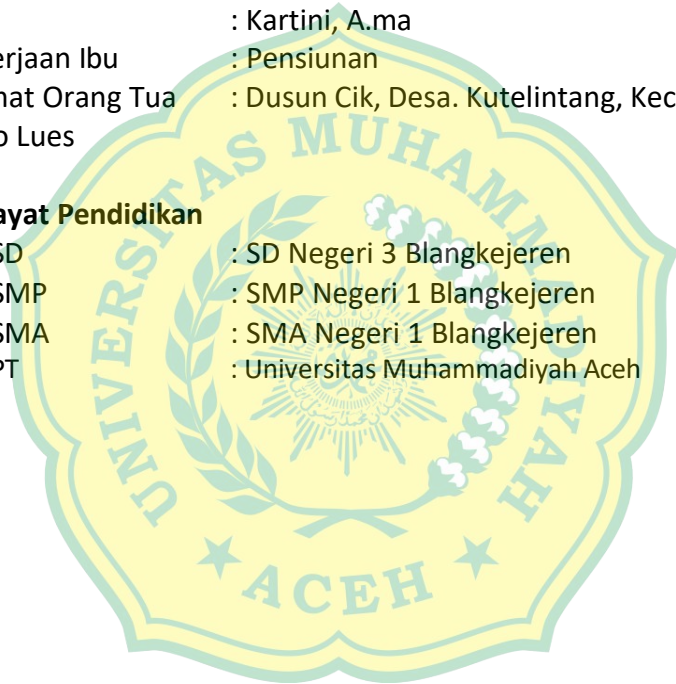 : Kartini, A.ma
erjaan Ibu : Pensiunan
nat Orang Tua : Dusun Cik, Desa. Kutelintang, Kec
o Lues
ayat Pendidikan
SD : SD Negeri 3 Blangkejeren
SMP : SMP Negeri 1 Blangkejeren
SMA : SMA Negeri 1 Blangkejeren
PT : Universitas Muhammadiyah Aceh
UNIVERSITAS MUHAMMADIYAH
ACEH